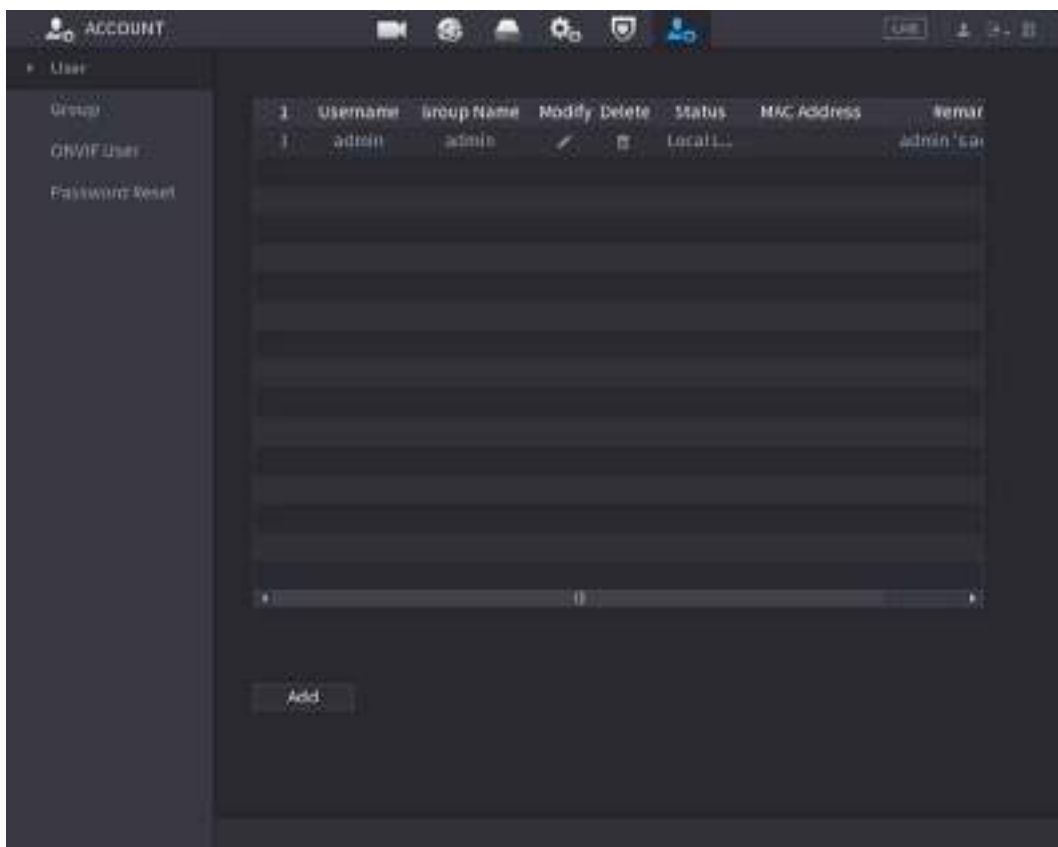 ACCOUNT
LIVE
User
Group
ONVIF User
Password Reset
1 Username Group Name Modify Delete Status MAC Address Remar
1 admin admin Local L... admin 's a
Add